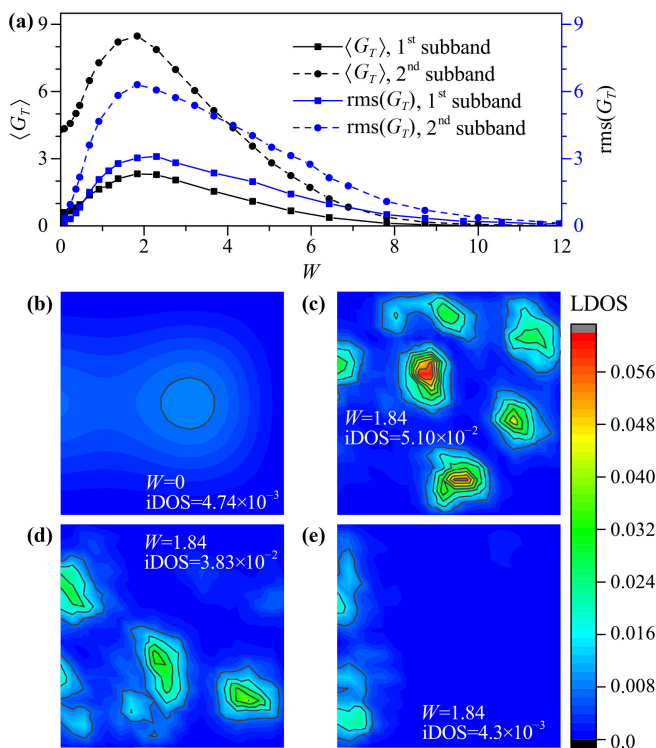 (a)
9
6
3
0
⟨G_T⟩
9
6
3
0
rms(G_T)
⟨G_T⟩, 1st subband
⟨G_T⟩, 2nd subband
rms(G_T), 1st subband
rms(G_T), 2nd subband
0 2 4 6 8 10 12
W
(b)
W=0
iDOS=4.74×10⁻³
(c)
W=1.84
iDOS=5.10×10⁻²
LDOS
0.056
0.048
0.040
0.032
0.024
0.016
0.008
0.0
(d)
W=1.84
iDOS=3.83×10⁻²
(e)
W=1.84
iDOS=4.3×10⁻³